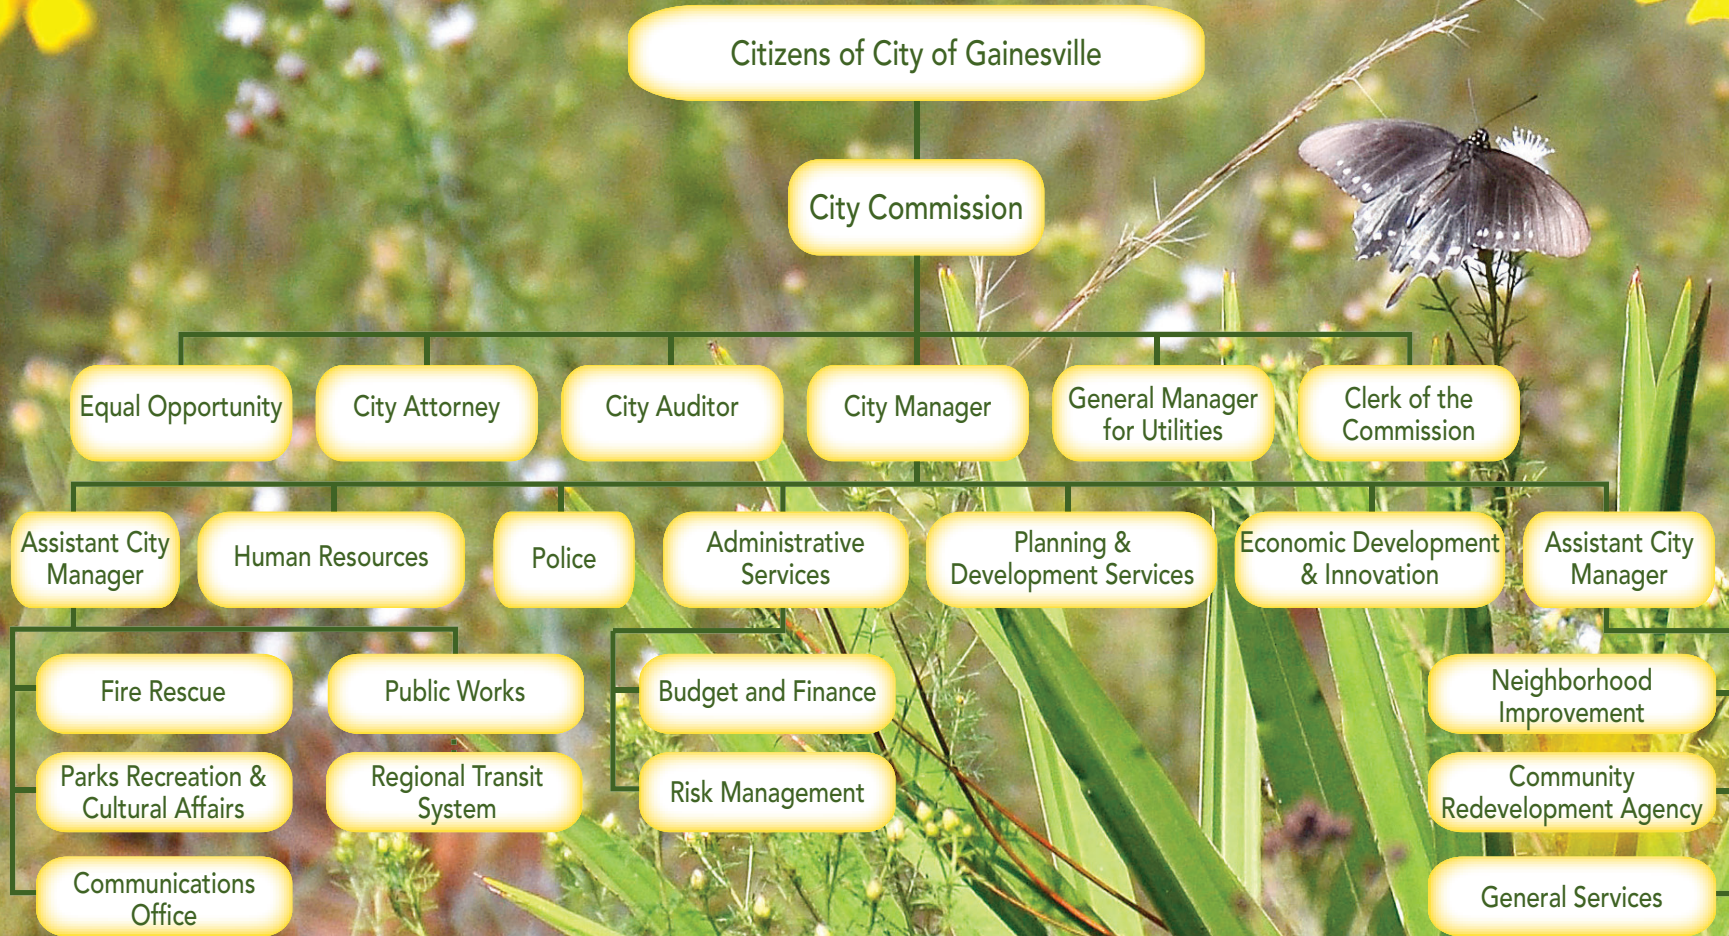 Citizens of City of Gainesville
City Commission
Equal Opportunity
City Attorney
City Auditor
City Manager
General Manager
for Utilities
Clerk of the
Commission
Assistant City
Manager
Human Resources
Police
Administrative
Services
Planning &
Development Services
Economic Development
& Innovation
Assistant City
Manager
Fire Rescue
Public Works
Budget and Finance
Neighborhood
Improvement
Parks Recreation &
Cultural Affairs
Regional Transit
System
Risk Management
Community
Redevelopment Agency
Communications
Office
General Services